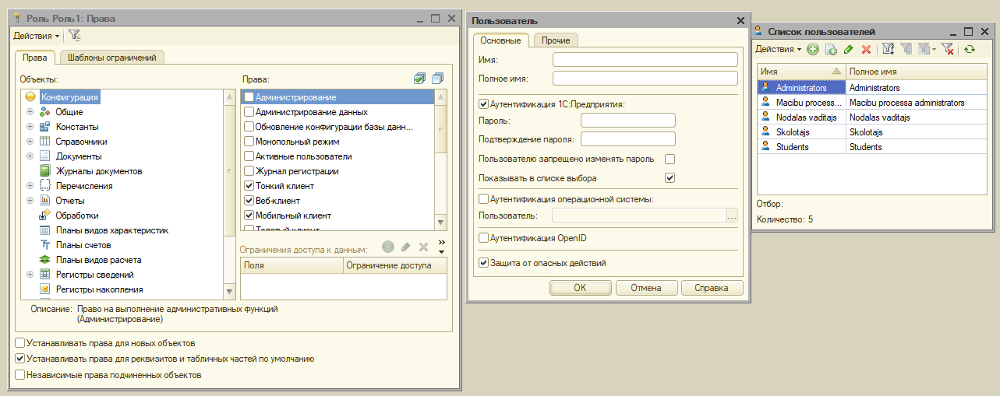 Роль Роль1: Права
Действия
Права
Шаблоны ограничений
Объекты:
Конфигурация
Общие
Константы
Справочники
Документы
Журналы документов
Перечисления
Отчеты
Обработки
Планы видов характеристик
Планы счетов
Планы видов расчета
Регистры сведений
Регистры накопления
Права:
Администрирование
Администрирование данных
Обновление конфигурации базы данн...
Монопольный режим
Активные пользователи
Журнал регистрации
Тонкий клиент
Веб-клиент
Мобильный клиент
Толстый клиент
Ограничения доступа к данным:
Поля
Ограничение доступа
Описание: Право на выполнение административных функций
(Администрирование)
Устанавливать права для новых объектов
Устанавливать права для реквизитов и табличных частей по умолчанию
Независимые права подчиненных объектов
Пользователь
Основные
Прочие
Имя:
Полное имя:
Аутентификация 1С:Предприятия:
Пароль:
Подтверждение пароля:
Пользователю запрещено изменять пароль
Показывать в списке выбора
Аутентификация операционной системы:
Пользователь:
...
Аутентификация OpenID
Защита от опасных действий
OK
Отмена
Справка
Список пользователей
Действия
Имя
Полное имя
Administrators
Administrators
Macibu process...
Macibu processa administrators
Nodalas vaditajs
Nodalas vaditajs
Skolotajs
Skolotajs
Students
Students
Отбор:
Количество: 5